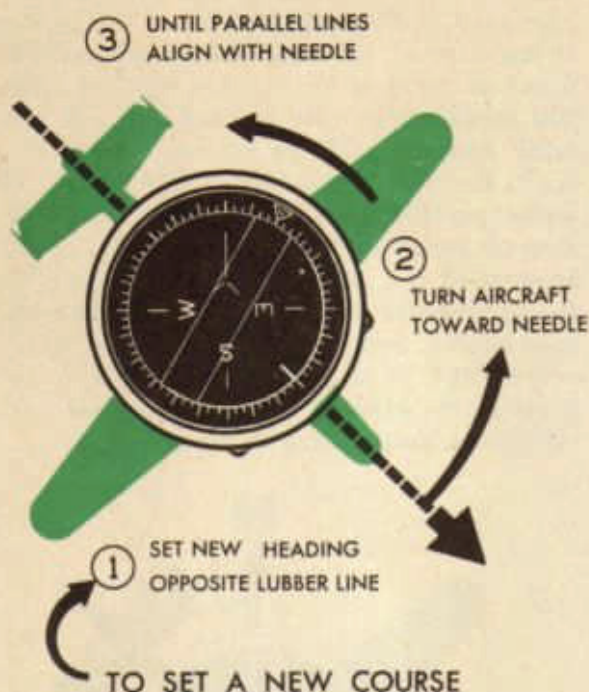 3 UNTIL PARALLEL LINES
ALIGN WITH NEEDLE
2
TURN AIRCRAFT
TOWARD NEEDLE
W E
S
1 SET NEW HEADING
OPPOSITE LUBBER LINE
TO SET A NEW COURSE